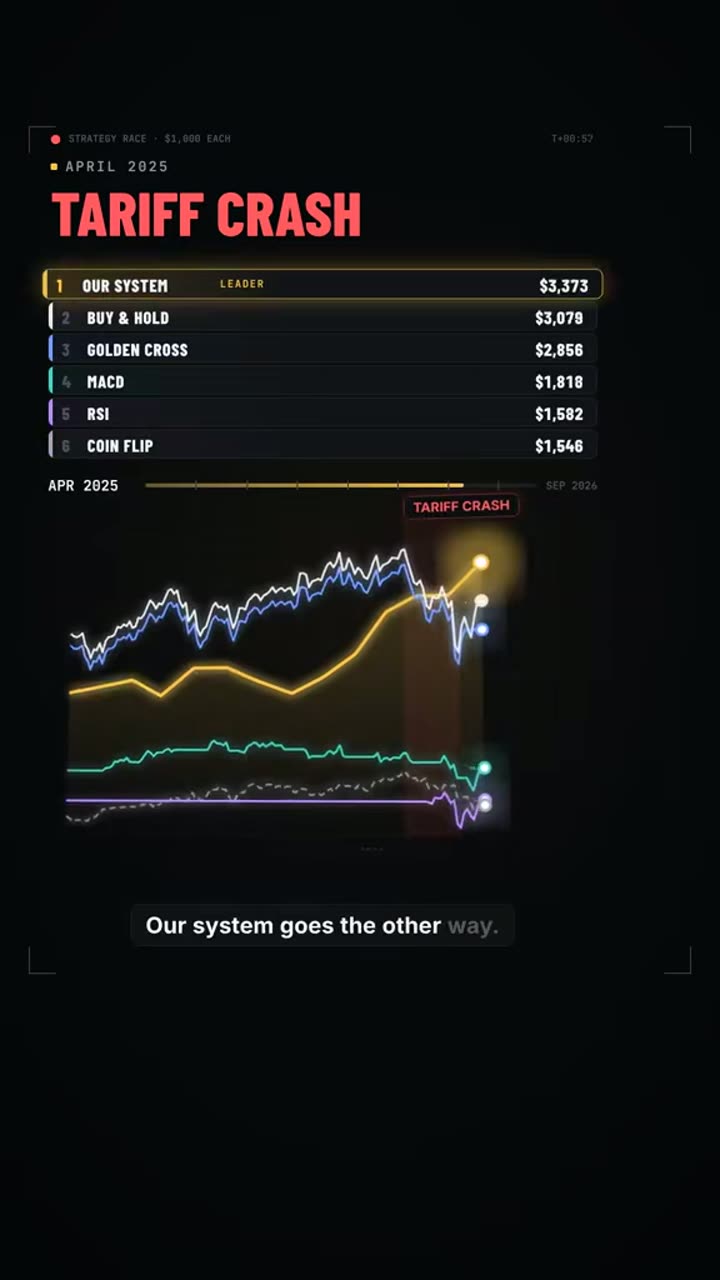 STRATEGY RACE · $1,000 EACH T+00:57
APRIL 2025
TARIFF CRASH
1 OUR SYSTEM LEADER $3,373
2 BUY & HOLD $3,079
3 GOLDEN CROSS $2,856
4 MACD $1,818
5 RSI $1,582
6 COIN FLIP $1,546
APR 2025 SEP 2026
TARIFF CRASH
Our system goes the other way.